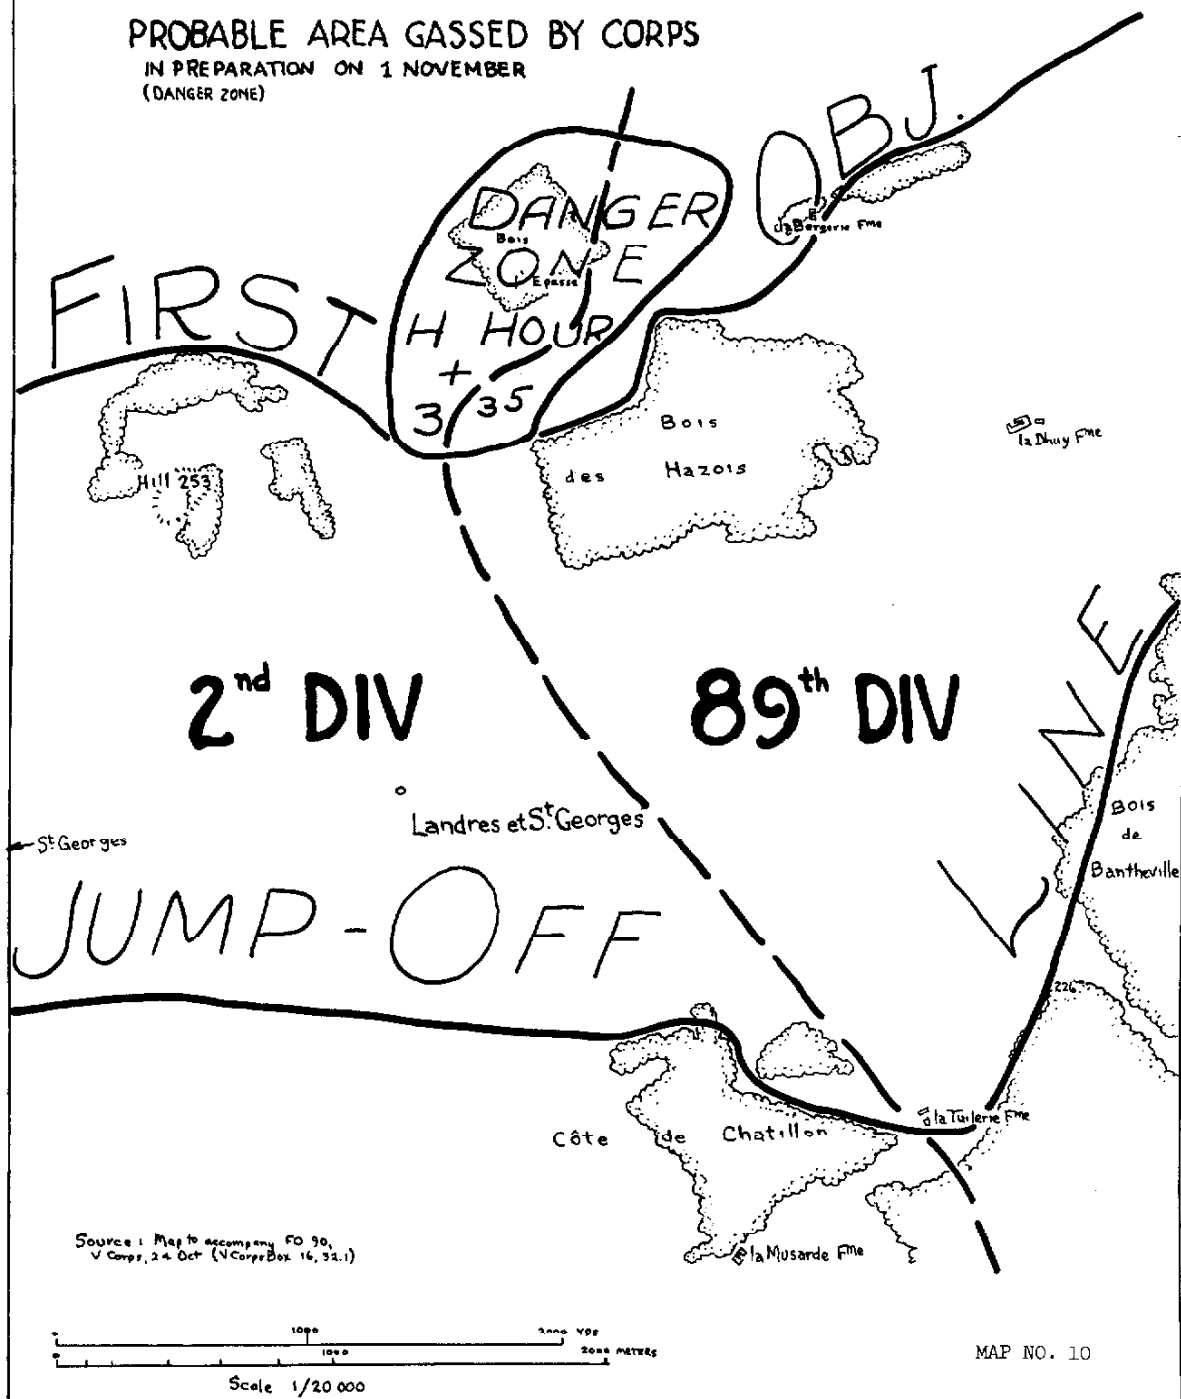 PROBABLE AREA GASSED BY CORPS
IN PREPARATION ON 1 NOVEMBER
(DANGER ZONE)
FIRST OBJ.
DANGER
ZONE
H HOUR
+
3 35
Bois
Epasse
la Bergerie Fme
Hill 253
Bois
des Hazois
la Dhuy Fme
2nd DIV
89th DIV
Landres et St. Georges
St Georges
JUMP-OFF LINE
Bois
de
Bantheville
226
la Tuilerie Fme
Côte de Chatillon
la Musarde Fme
Source: Map to accompany FO 90,
V Corps, 24 Oct (V Corps Box 16, 32.1)
1000 2000 YDS
1000 2000 METERS
Scale 1/20 000
MAP NO. 10